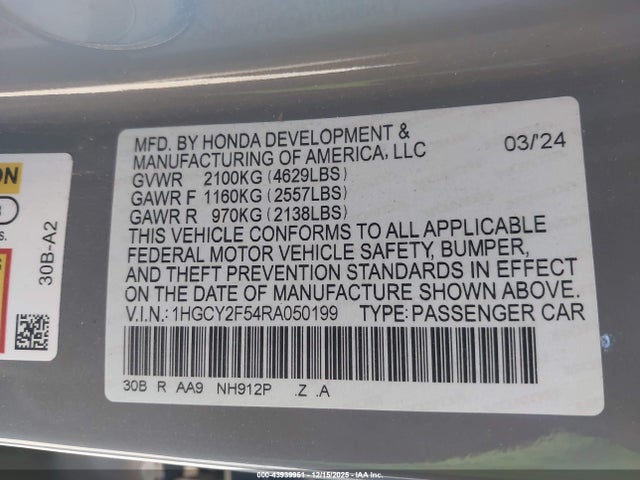 MFD. BY HONDA DEVELOPMENT &
MANUFACTURING OF AMERICA, LLC
03/'24
GVWR 2100KG (4629LBS)
GAWR F 1160KG (2557LBS)
GAWR R 970KG (2138LBS)
THIS VEHICLE CONFORMS TO ALL APPLICABLE
FEDERAL MOTOR VEHICLE SAFETY, BUMPER,
AND THEFT PREVENTION STANDARDS IN EFFECT
ON THE DATE OF MANUFACTURE SHOWN ABOVE.
V.I.N.: 1HGCY2F54RA050199 TYPE: PASSENGER CAR
30B R AA9 NH912P .Z .A
30B-A2
00-43939951 - 12/15/2025 - IAA Inc.